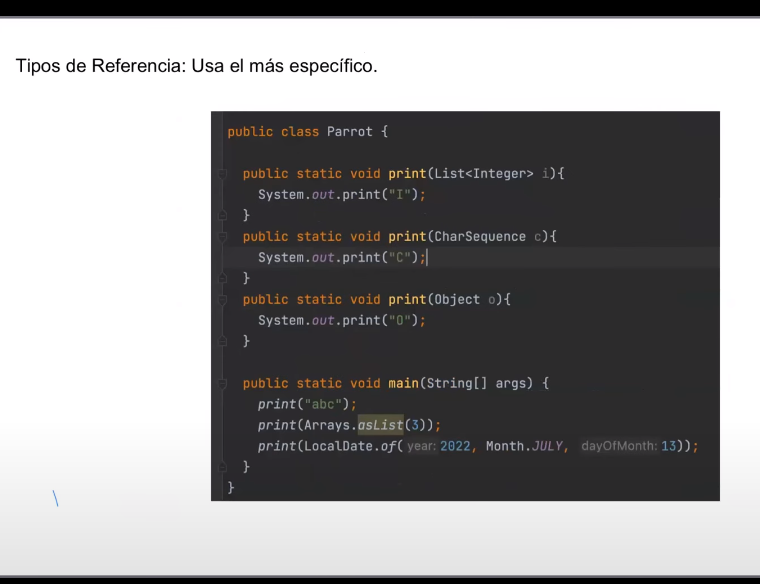 Tipos de Referencia: Usa el más específico.
public class Parrot {
public static void print(List<Integer> i){
System.out.print("I");
}
public static void print(CharSequence c){
System.out.print("C");
}
public static void print(Object o){
System.out.print("O");
}
public static void main(String[] args) {
print("abc");
print(Arrays.asList(3));
print(LocalDate.of( year: 2022, Month.JULY, dayOfMonth: 13));
}
}